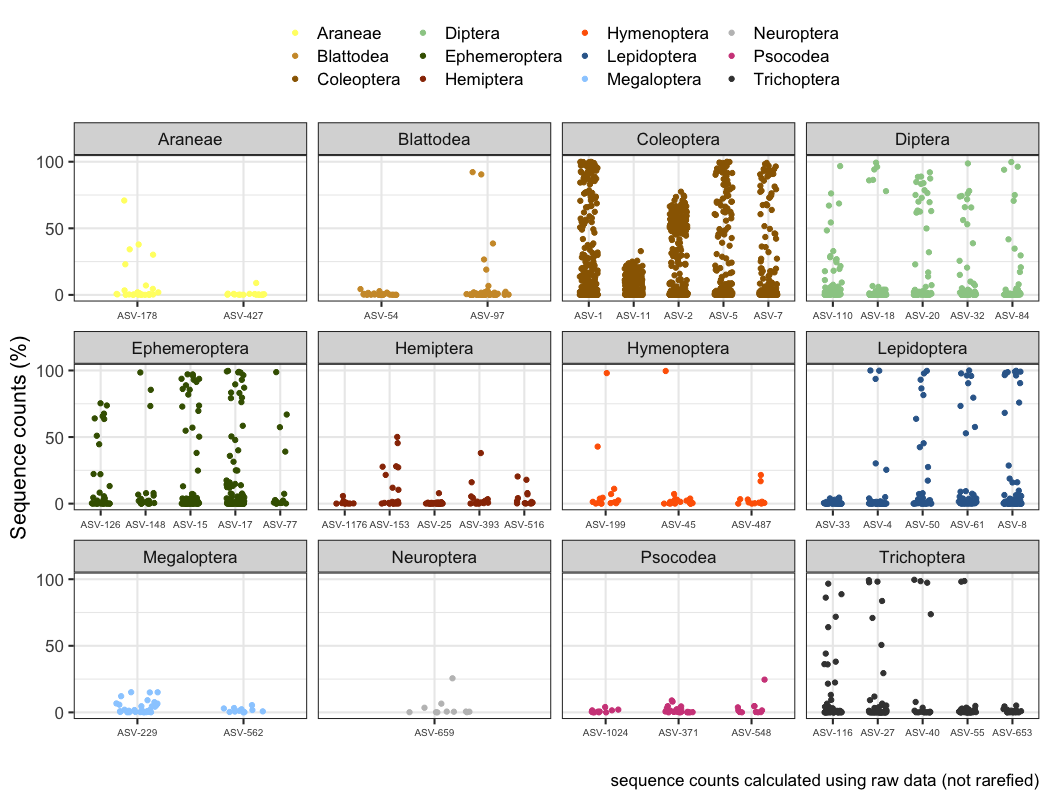 Araneae Diptera Hymenoptera Neuroptera
Blattodea Ephemeroptera Lepidoptera Psocodea
Coleoptera Hemiptera Megaloptera Trichoptera
Araneae Blattodea Coleoptera Diptera
100
50
0
ASV-178 ASV-427 ASV-54 ASV-97 ASV-1 ASV-11 ASV-2 ASV-5 ASV-7 ASV-110 ASV-18 ASV-20 ASV-32 ASV-84
Sequence counts (%)
Ephemeroptera Hemiptera Hymenoptera Lepidoptera
100
50
0
ASV-126 ASV-148 ASV-15 ASV-17 ASV-77 ASV-1176 ASV-153 ASV-25 ASV-393 ASV-516 ASV-199 ASV-45 ASV-487 ASV-33 ASV-4 ASV-50 ASV-61 ASV-8
Megaloptera Neuroptera Psocodea Trichoptera
100
50
0
ASV-229 ASV-562 ASV-659 ASV-1024 ASV-371 ASV-548 ASV-116 ASV-27 ASV-40 ASV-55 ASV-653
sequence counts calculated using raw data (not rarefied)